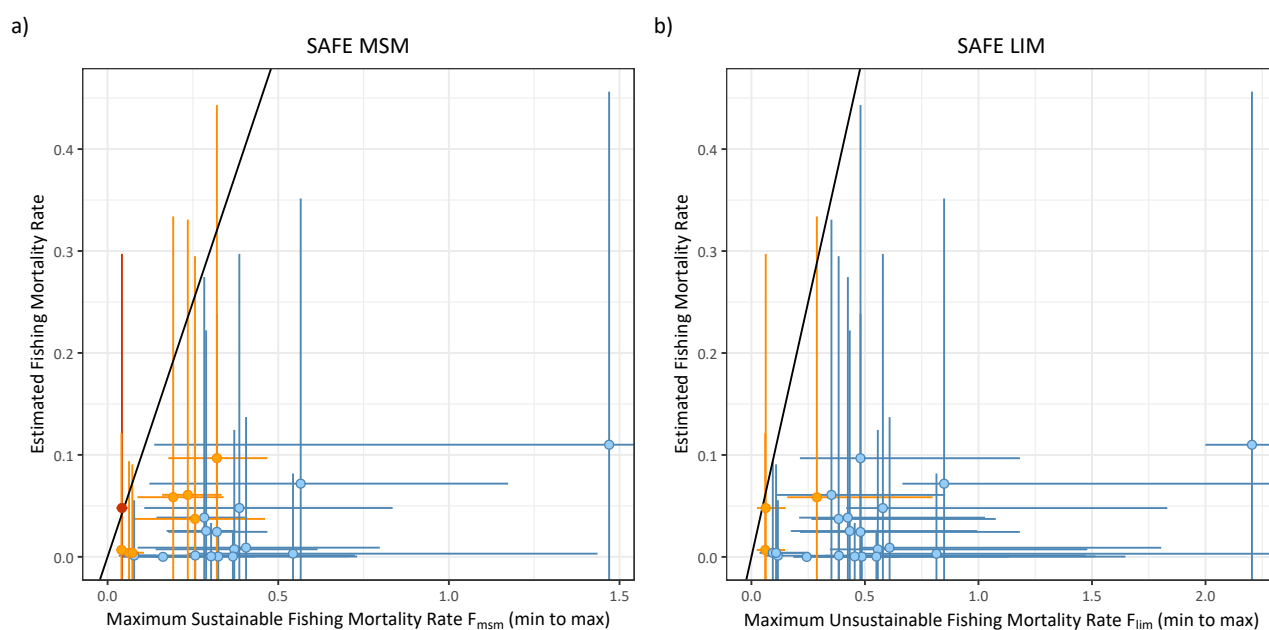 a)
SAFE MSM
Estimated Fishing Mortality Rate
0.4
0.3
0.2
0.1
0.0
0.0 0.5 1.0 1.5
Maximum Sustainable Fishing Mortality Rate Fmsm (min to max)
b)
SAFE LIM
Estimated Fishing Mortality Rate
0.4
0.3
0.2
0.1
0.0
0.0 0.5 1.0 1.5 2.0
Maximum Unsustainable Fishing Mortality Rate Flim (min to max)